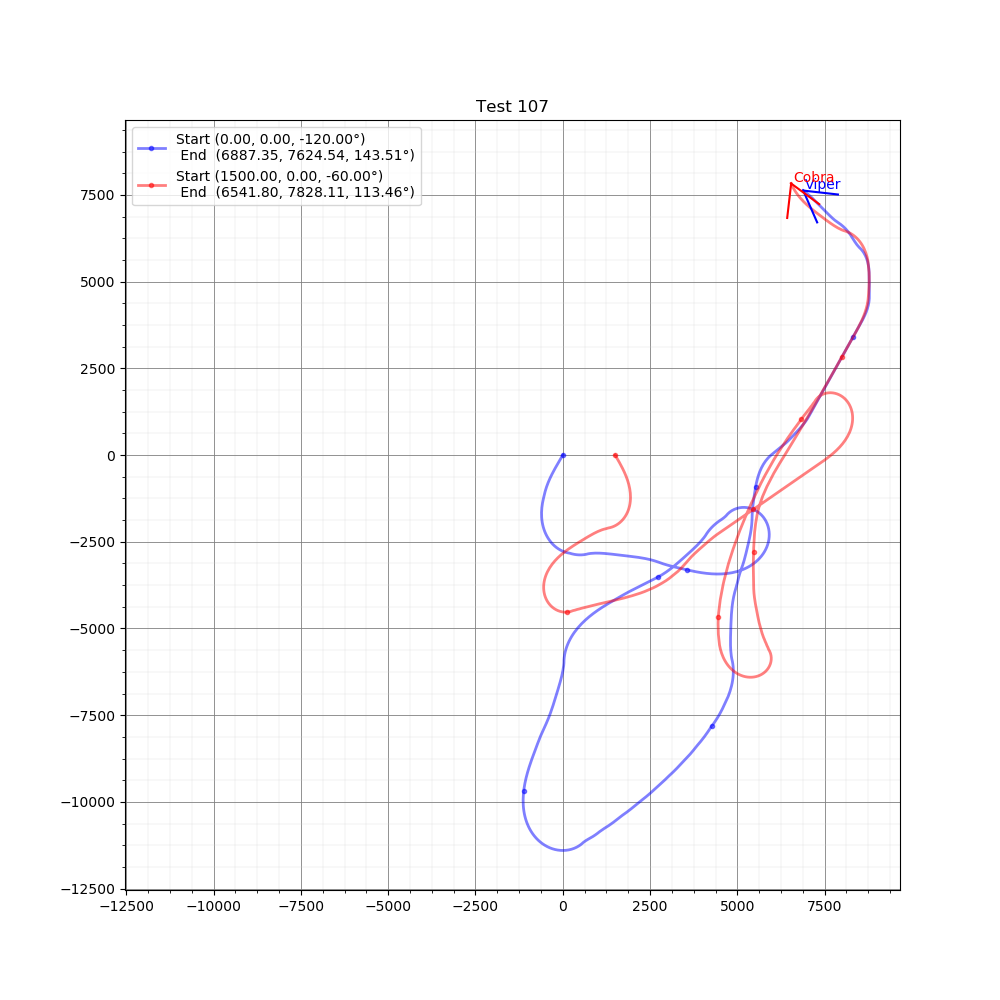 Test 107
Start (0.00, 0.00, -120.00°)
End (6887.35, 7624.54, 143.51°)
Start (1500.00, 0.00, -60.00°)
End (6541.80, 7828.11, 113.46°)
Cobra
Viper
7500
5000
2500
0
−2500
−5000
−7500
−10000
−12500
−12500 −10000 −7500 −5000 −2500 0 2500 5000 7500